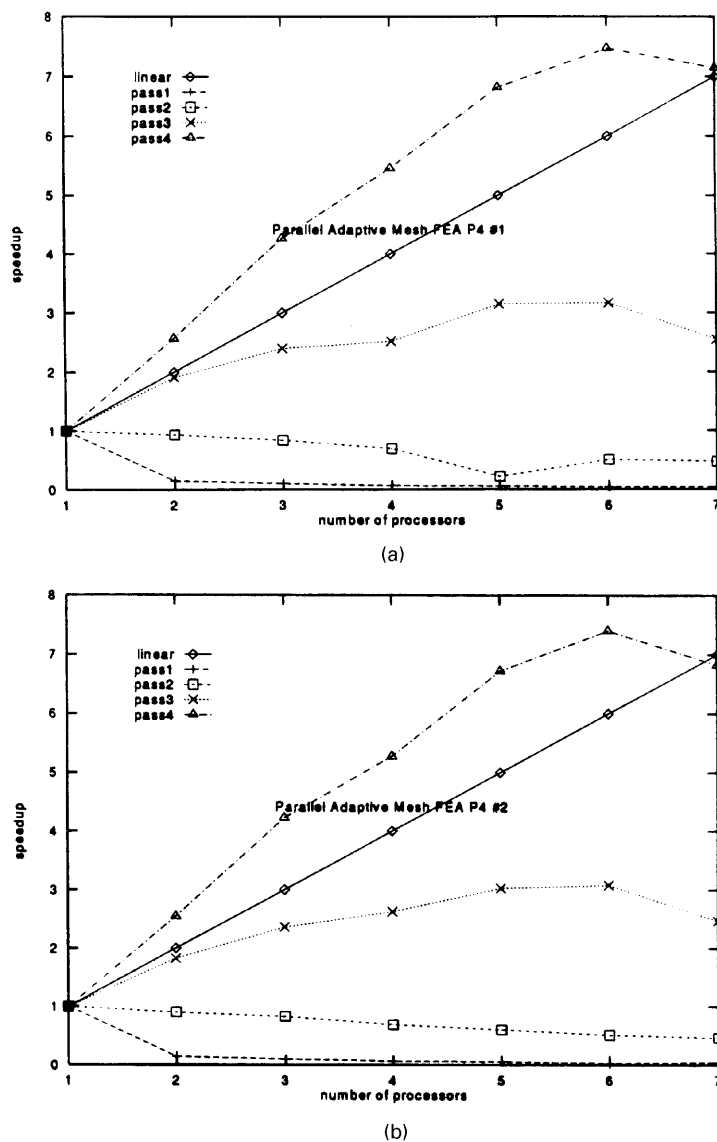 8
7
6
5
4
3
2
1
0
speedup
linear
pass1
pass2
pass3
pass4
Parallel Adaptive Mesh FEA P4 #1
1 2 3 4 5 6 7
number of processors
(a)
8
7
6
5
4
3
2
1
0
speedup
linear
pass1
pass2
pass3
pass4
Parallel Adaptive Mesh FEA P4 #2
1 2 3 4 5 6 7
number of processors
(b)